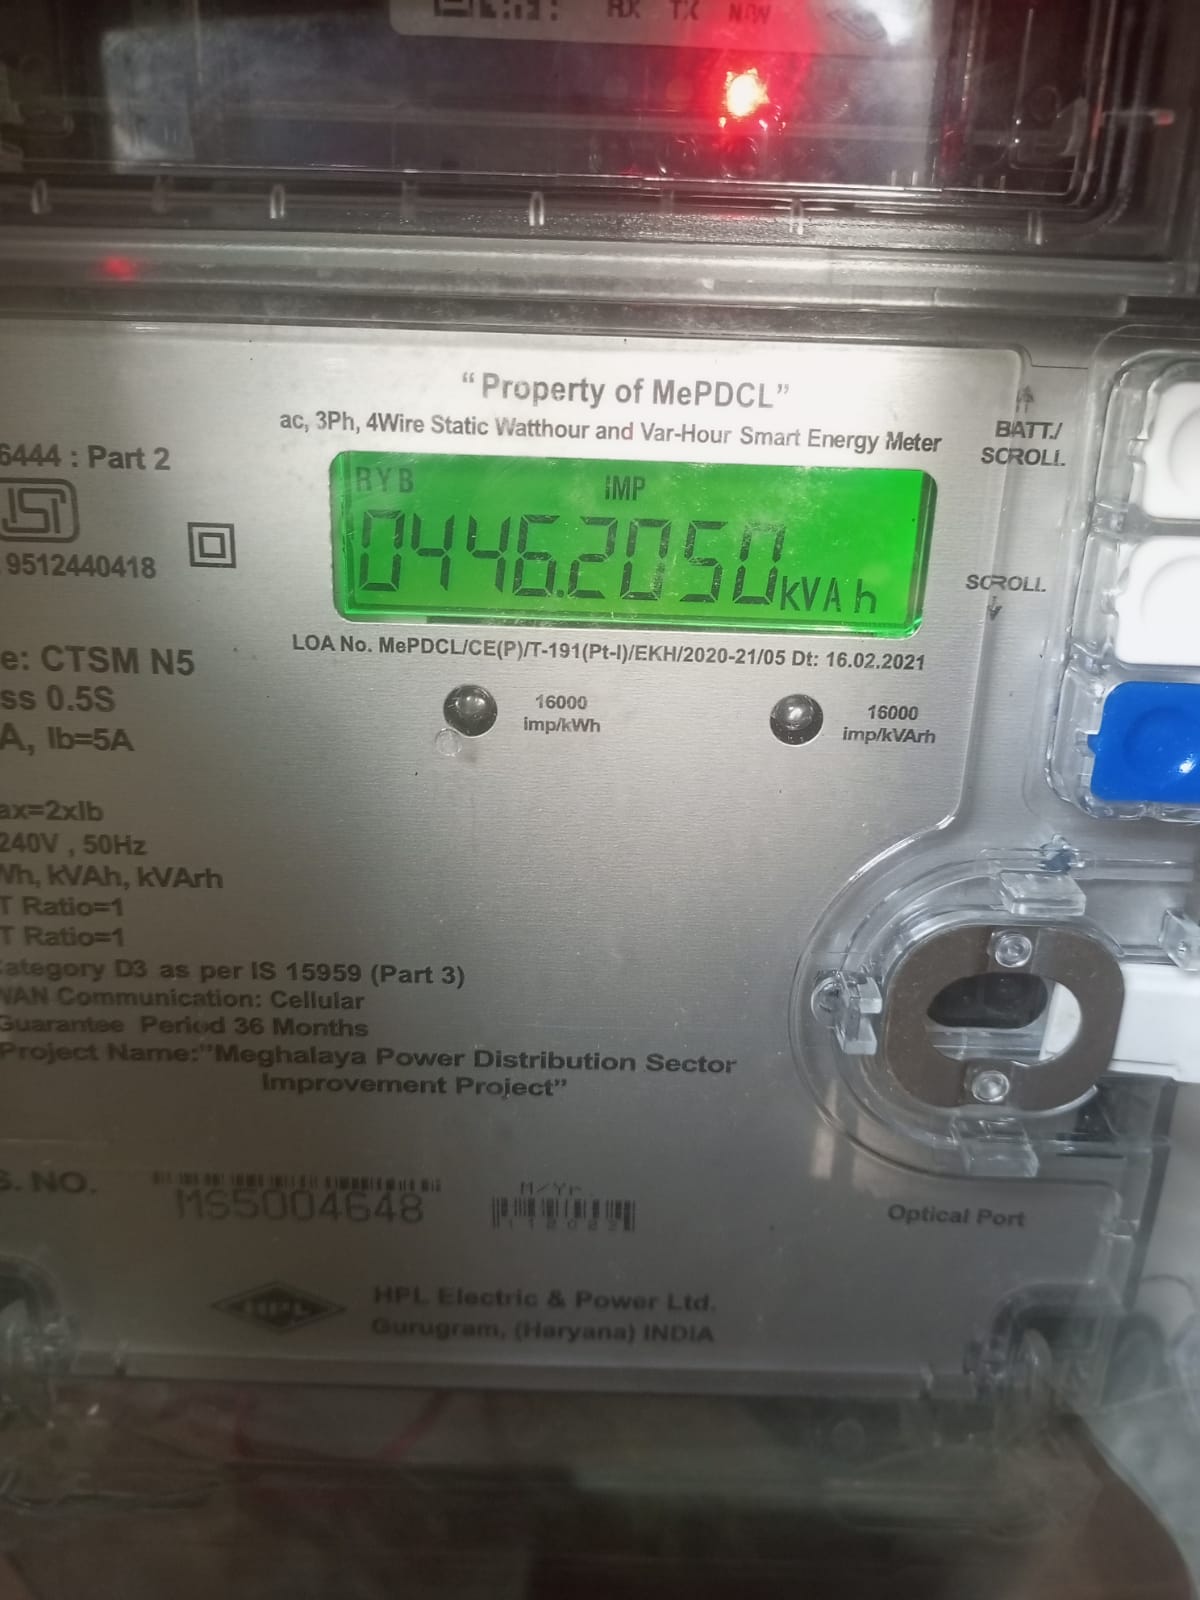 RX TX N/W
"Property of MePDCL"
ac, 3Ph, 4Wire Static Watthour and Var-Hour Smart Energy Meter
BATT./
SCROLL
6444 : Part 2
RYB IMP
0446.2050 kVAh
9512440418
SCROLL
LOA No. MePDCL/CE(P)/T-191(Pt-I)/EKH/2020-21/05 Dt: 16.02.2021
e: CTSM N5
ss 0.5S
A, Ib=5A
16000
imp/kWh
16000
imp/kVArh
ax=2xIb
240V , 50Hz
Wh, kVAh, kVArh
T Ratio=1
T Ratio=1
Category D3 as per IS 15959 (Part 3)
WAN Communication: Cellular
Guarantee Period 36 Months
Project Name:"Meghalaya Power Distribution Sector
Improvement Project"
S. NO.
MS5004648
M/Yr.
Optical Port
HPL
HPL Electric & Power Ltd.
Gurugram, (Haryana) INDIA